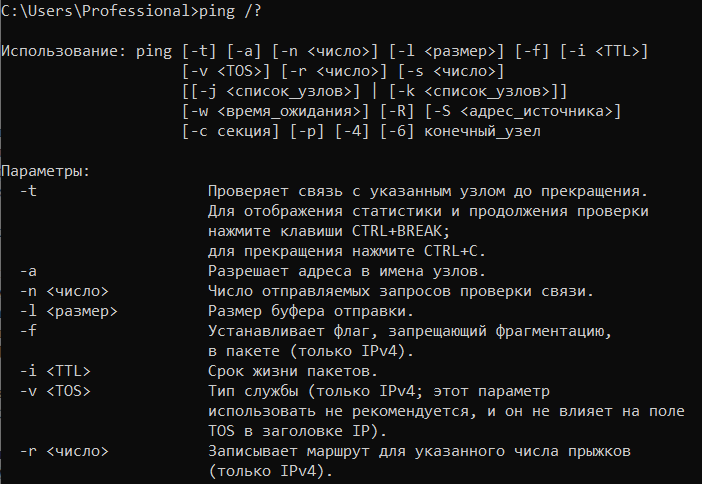 C:\Users\Professional>ping /?
Использование: ping [-t] [-a] [-n <число>] [-l <размер>] [-f] [-i <TTL>]
[-v <TOS>] [-r <число>] [-s <число>]
[[-j <список_узлов>] | [-k <список_узлов>]]
[-w <время_ожидания>] [-R] [-S <адрес_источника>]
[-c секция] [-p] [-4] [-6] конечный_узел
Параметры:
-t Проверяет связь с указанным узлом до прекращения.
Для отображения статистики и продолжения проверки
нажмите клавиши CTRL+BREAK;
для прекращения нажмите CTRL+C.
-a Разрешает адреса в имена узлов.
-n <число> Число отправляемых запросов проверки связи.
-l <размер> Размер буфера отправки.
-f Устанавливает флаг, запрещающий фрагментацию,
в пакете (только IPv4).
-i <TTL> Срок жизни пакетов.
-v <TOS> Тип службы (только IPv4; этот параметр
использовать не рекомендуется, и он не влияет на поле
TOS в заголовке IP).
-r <число> Записывает маршрут для указанного числа прыжков
(только IPv4).